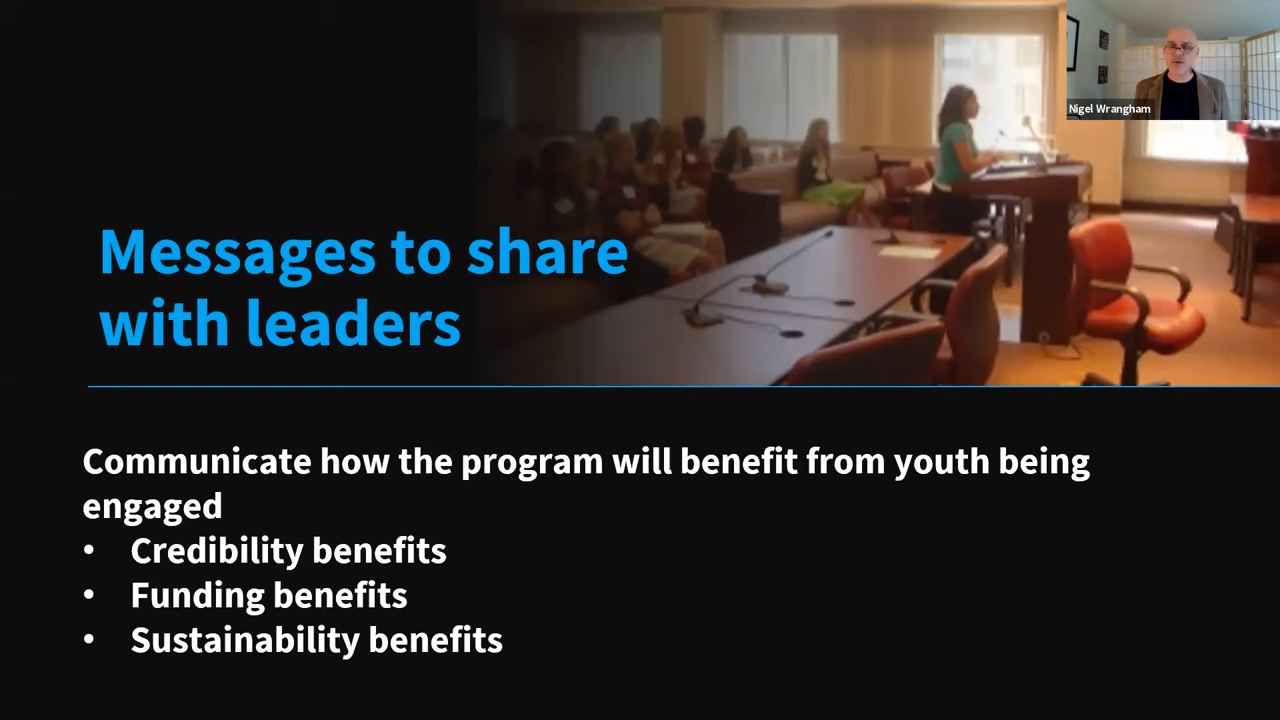 Nigel Wrangham
Messages to share
with leaders
Communicate how the program will benefit from youth being
engaged
• Credibility benefits
• Funding benefits
• Sustainability benefits